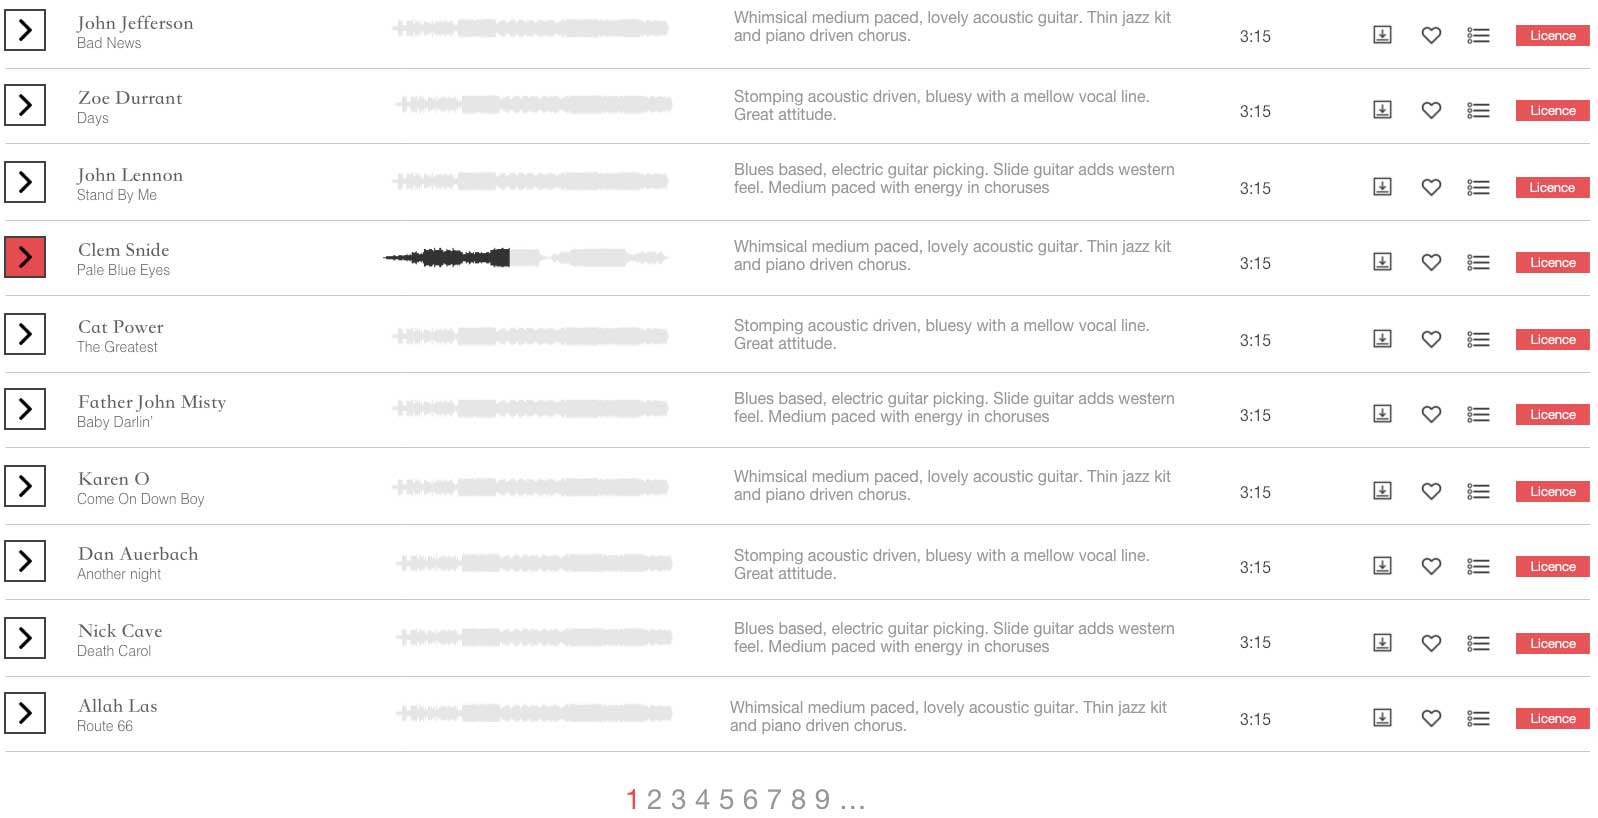 John Jefferson
Bad News
Whimsical medium paced, lovely acoustic guitar. Thin jazz kit
and piano driven chorus.
3:15
Licence
Zoe Durrant
Days
Stomping acoustic driven, bluesy with a mellow vocal line.
Great attitude.
3:15
Licence
John Lennon
Stand By Me
Blues based, electric guitar picking. Slide guitar adds western
feel. Medium paced with energy in choruses
3:15
Licence
Clem Snide
Pale Blue Eyes
Whimsical medium paced, lovely acoustic guitar. Thin jazz kit
and piano driven chorus.
3:15
Licence
Cat Power
The Greatest
Stomping acoustic driven, bluesy with a mellow vocal line.
Great attitude.
3:15
Licence
Father John Misty
Baby Darlin'
Blues based, electric guitar picking. Slide guitar adds western
feel. Medium paced with energy in choruses
3:15
Licence
Karen O
Come On Down Boy
Whimsical medium paced, lovely acoustic guitar. Thin jazz kit
and piano driven chorus.
3:15
Licence
Dan Auerbach
Another night
Stomping acoustic driven, bluesy with a mellow vocal line.
Great attitude.
3:15
Licence
Nick Cave
Death Carol
Blues based, electric guitar picking. Slide guitar adds western
feel. Medium paced with energy in choruses
3:15
Licence
Allah Las
Route 66
Whimsical medium paced, lovely acoustic guitar. Thin jazz kit
and piano driven chorus.
3:15
Licence
1 2 3 4 5 6 7 8 9 ...